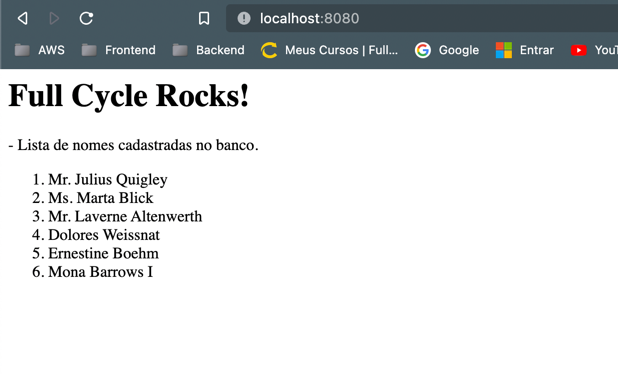 localhost:8080
AWS Frontend Backend Meus Cursos | Full... Google Entrar YouT
Full Cycle Rocks!
- Lista de nomes cadastradas no banco.
1. Mr. Julius Quigley
2. Ms. Marta Blick
3. Mr. Laverne Altenwerth
4. Dolores Weissnat
5. Ernestine Boehm
6. Mona Barrows I